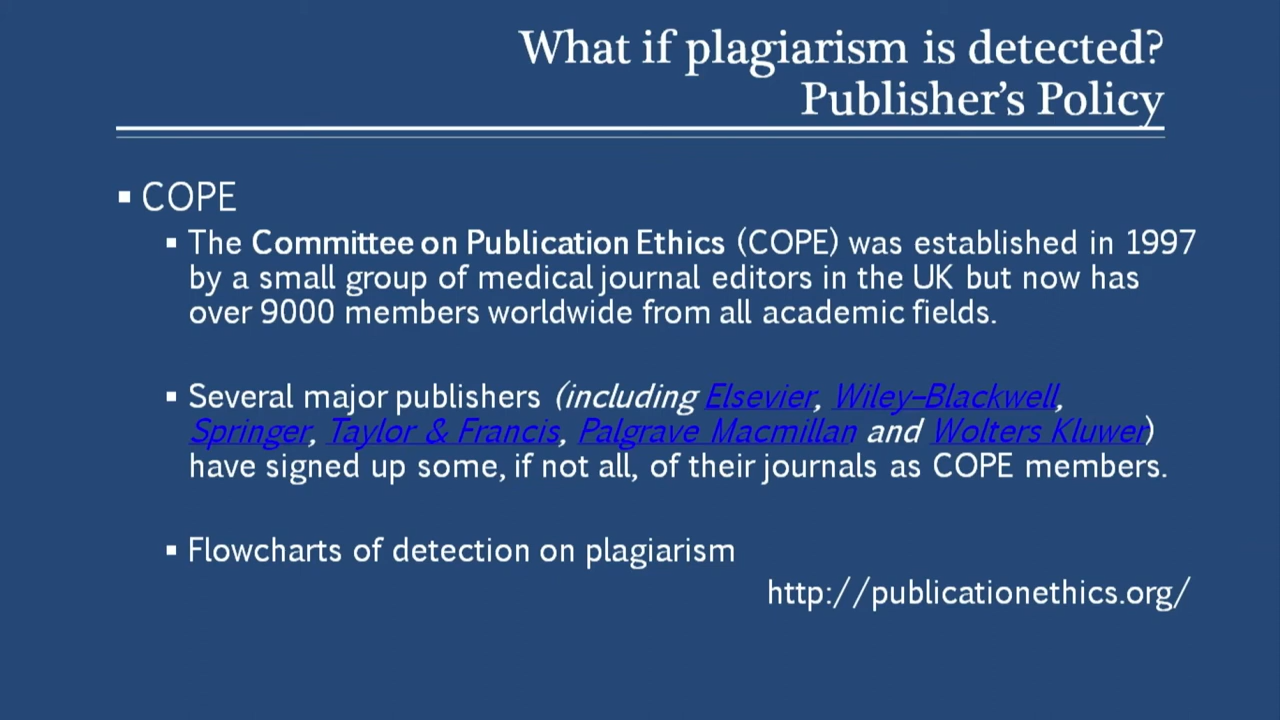 What if plagiarism is detected?
Publisher's Policy
▪ COPE
▪ The Committee on Publication Ethics (COPE) was established in 1997
by a small group of medical journal editors in the UK but now has
over 9000 members worldwide from all academic fields.
▪ Several major publishers (including Elsevier, Wiley–Blackwell,
Springer, Taylor & Francis, Palgrave Macmillan and Wolters Kluwer)
have signed up some, if not all, of their journals as COPE members.
▪ Flowcharts of detection on plagiarism
http://publicationethics.org/